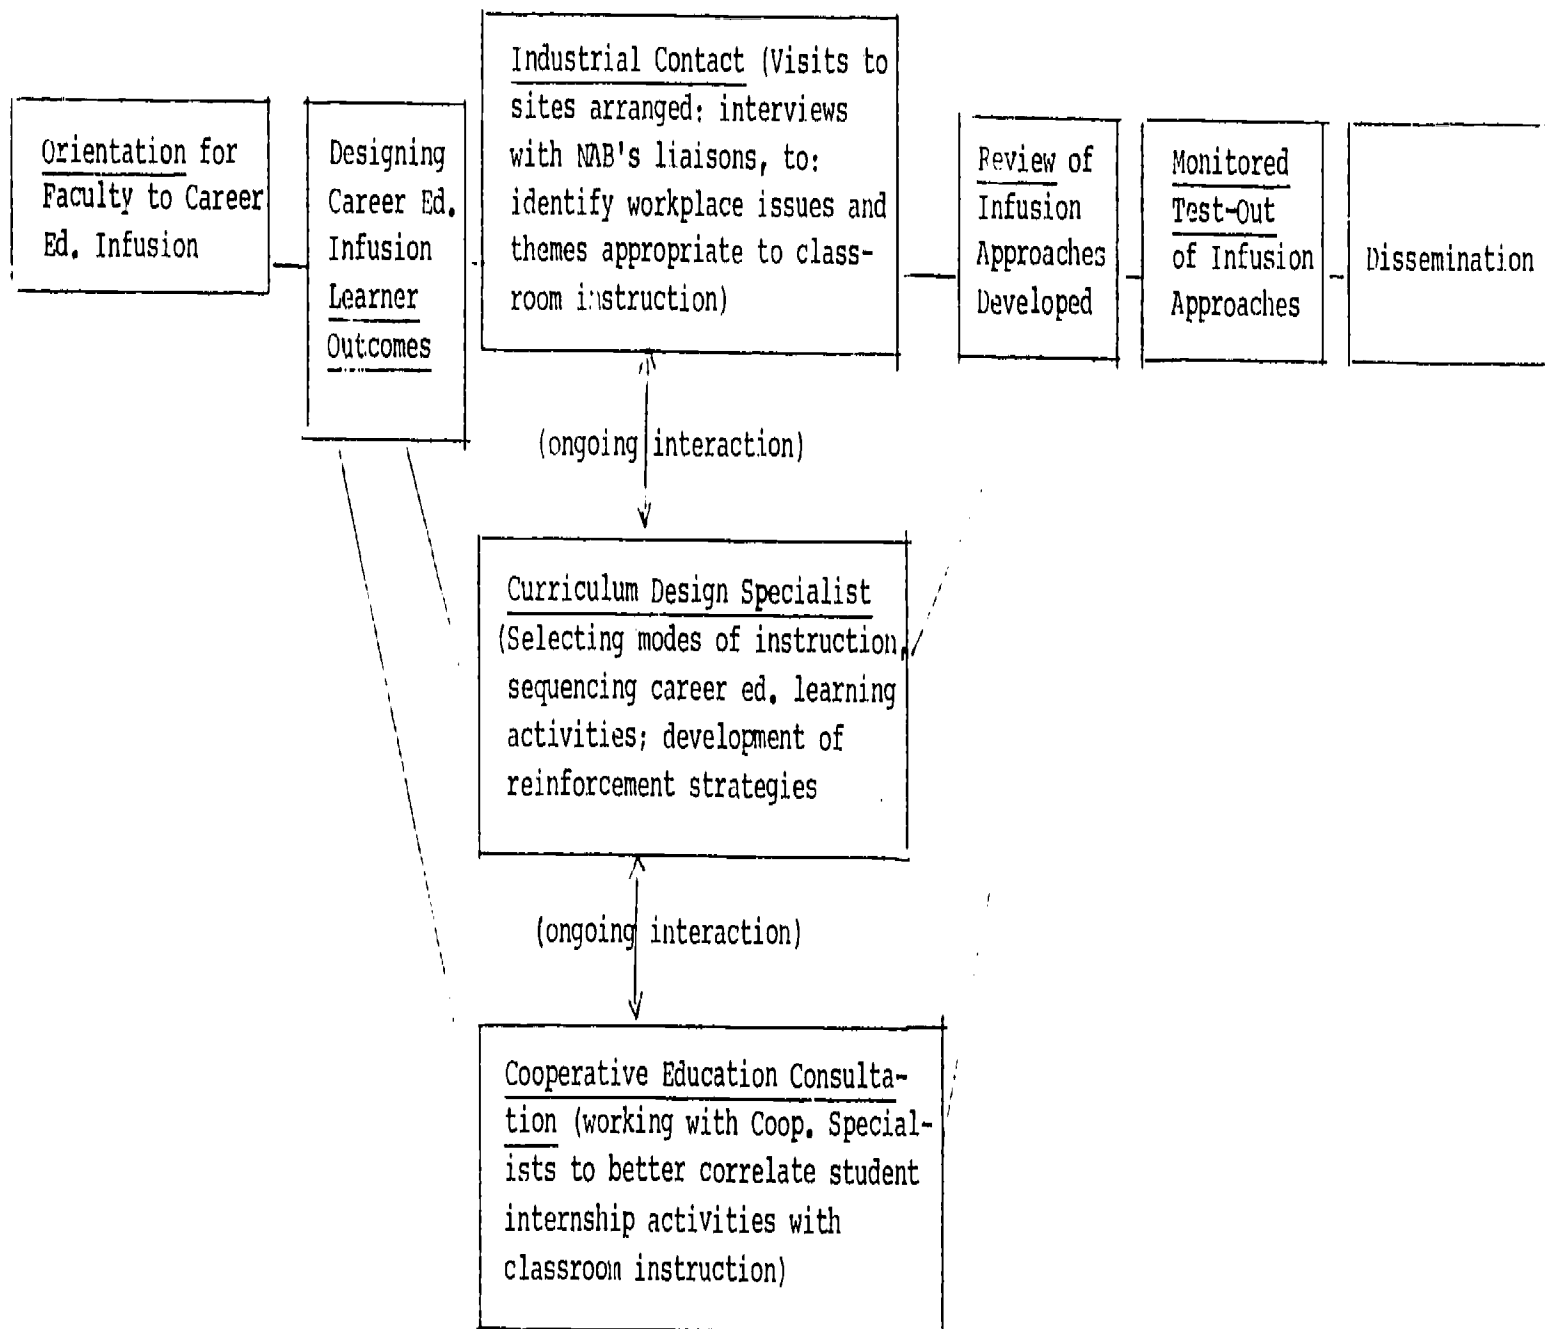 Orientation for
Faculty to Career
Ed. Infusion
Designing
Career Ed.
Infusion
Learner
Outcomes
Industrial Contact (Visits to
sites arranged: interviews
with NAB's liaisons, to:
identify workplace issues and
themes appropriate to class-
room instruction)
Review of
Infusion
Approaches
Developed
Monitored
Test-Out
of Infusion
Approaches
Dissemination
(ongoing interaction)
Curriculum Design Specialist
(Selecting modes of instruction,
sequencing career ed. learning
activities; development of
reinforcement strategies
(ongoing interaction)
Cooperative Education Consulta-
tion (working with Coop. Special-
ists to better correlate student
internship activities with
classroom instruction)